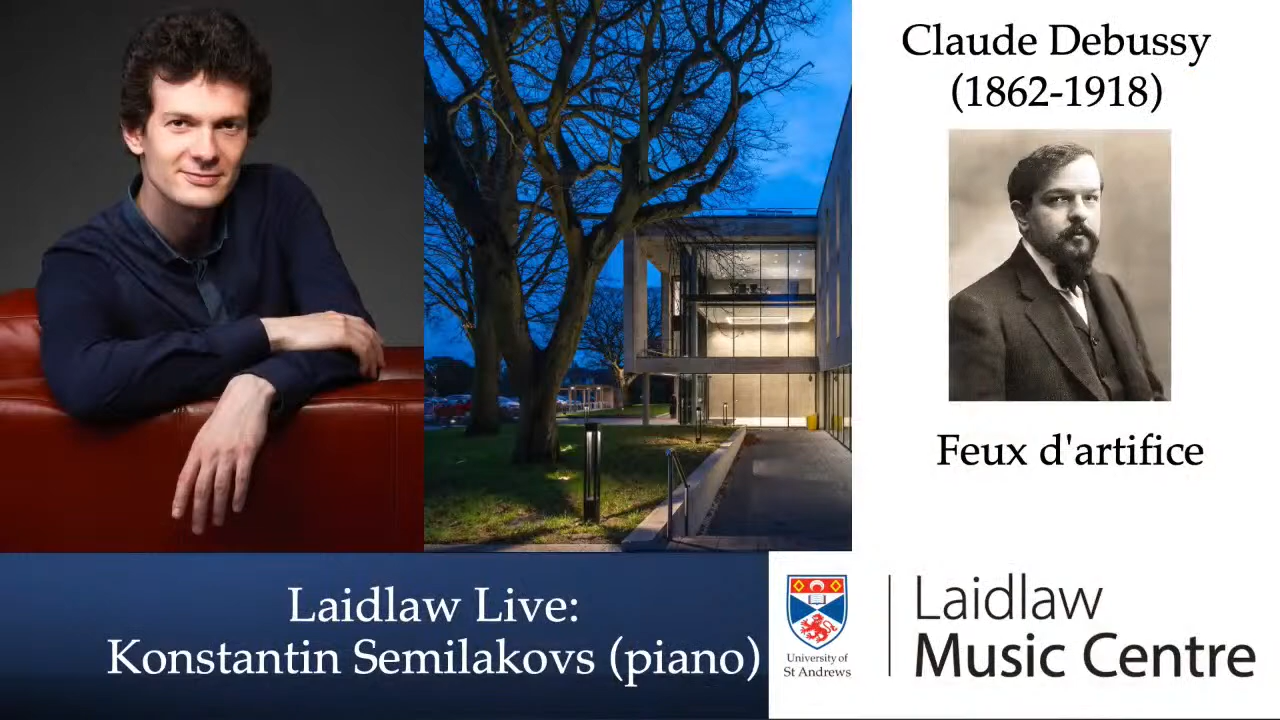 Claude Debussy
(1862-1918)
Feux d'artifice
Laidlaw Live:
Konstantin Semilakovs (piano)
University of
St Andrews
Laidlaw
Music Centre